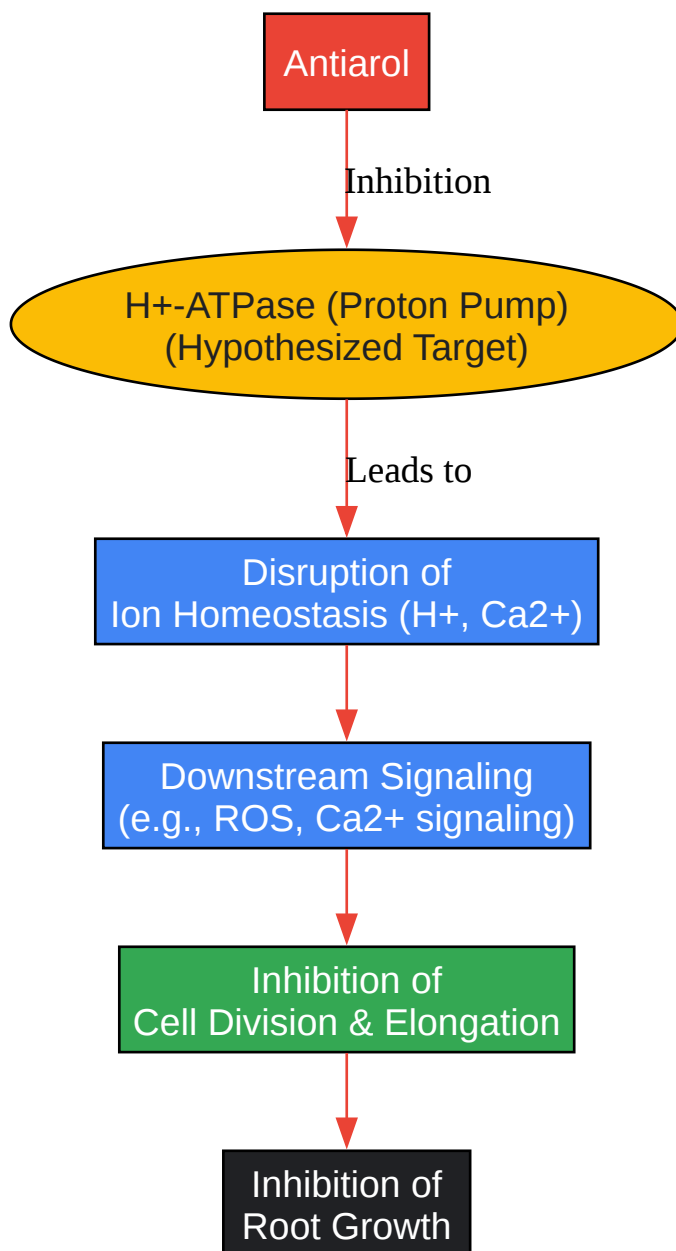 Antiarol
Inhibition
H+-ATPase (Proton Pump)
(Hypothesized Target)
Leads to
Disruption of
Ion Homeostasis (H+, Ca2+)
Downstream Signaling
(e.g., ROS, Ca2+ signaling)
Inhibition of
Cell Division & Elongation
Inhibition of
Root Growth